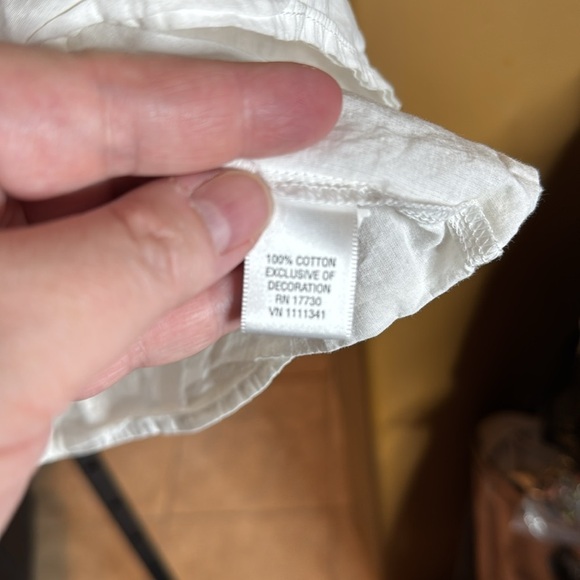 100% COTTON
EXCLUSIVE OF
DECORATION
RN 17730
VN 1111341